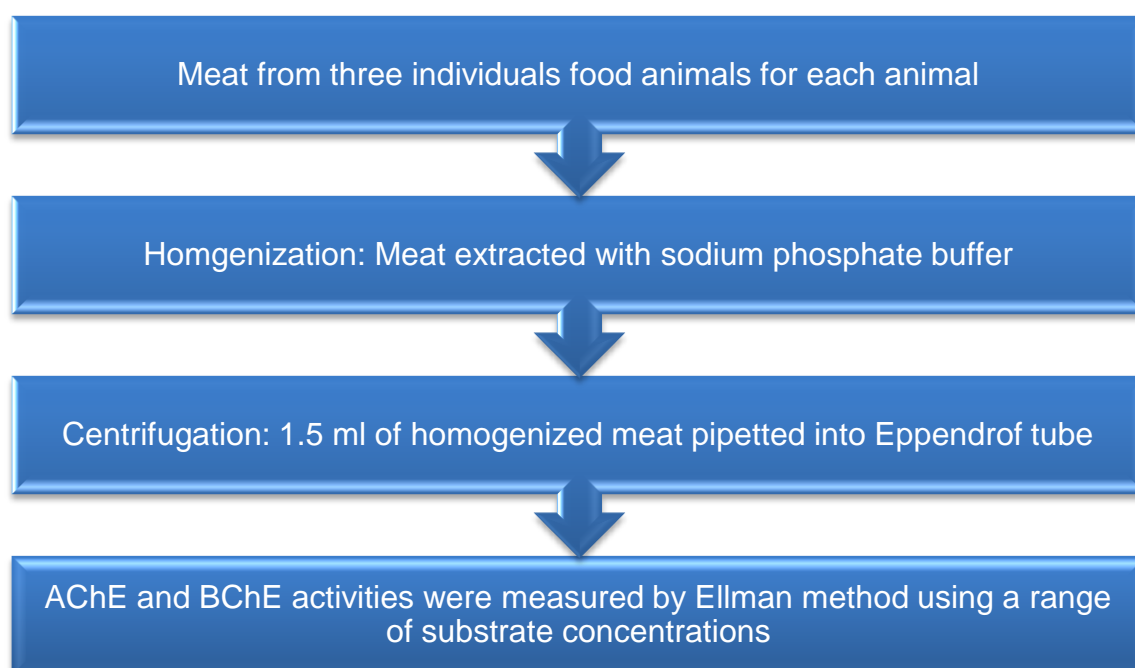 Meat from three individuals food animals for each animal
Homgenization: Meat extracted with sodium phosphate buffer
Centrifugation: 1.5 ml of homogenized meat pipetted into Eppendrof tube
AChE and BChE activities were measured by Ellman method using a range
of substrate concentrations